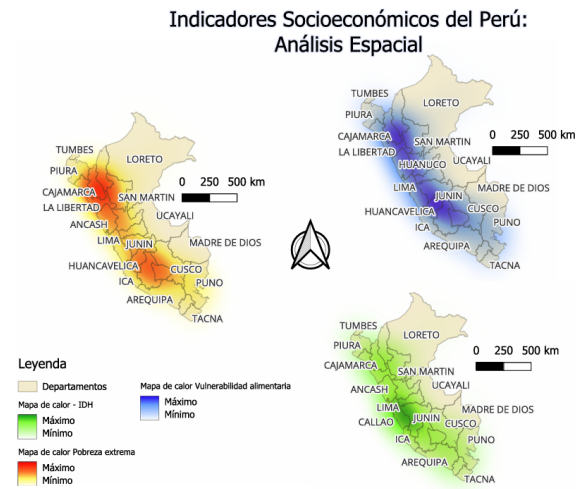 Indicadores Socioeconómicos del Perú:
Análisis Espacial
TUMBES
PIURA
LORETO
CAJAMARCA
SAN MARTIN
LA LIBERTAD
ANCASH
UCAYALI
LIMA
JUNIN
MADRE DE DIOS
HUANCAVELICA
CUSCO
ICA
PUNO
AREQUIPA
TACNA
0 250 500 km
TUMBES
LORETO
PIURA
CAJAMARCA
SAN MARTIN
LA LIBERTAD
HUANUCO
UCAYALI
LIMA
JUNIN
MADRE DE DIOS
HUANCAVELICA
CUSCO
ICA
PUNO
AREQUIPA
TACNA
0 250 500 km
TUMBES
LORETO
PIURA
CAJAMARCA
SAN MARTIN
ANCASH
UCAYALI
LIMA
JUNIN
MADRE DE DIOS
CALLAO
CUSCO
ICA
PUNO
AREQUIPA
TACNA
0 250 500 km
Leyenda
Departamentos
Mapa de calor - IDH
Máximo
Mínimo
Mapa de calor Pobreza extrema
Máximo
Mínimo
Mapa de calor Vulnerabilidad alimentaria
Máximo
Mínimo